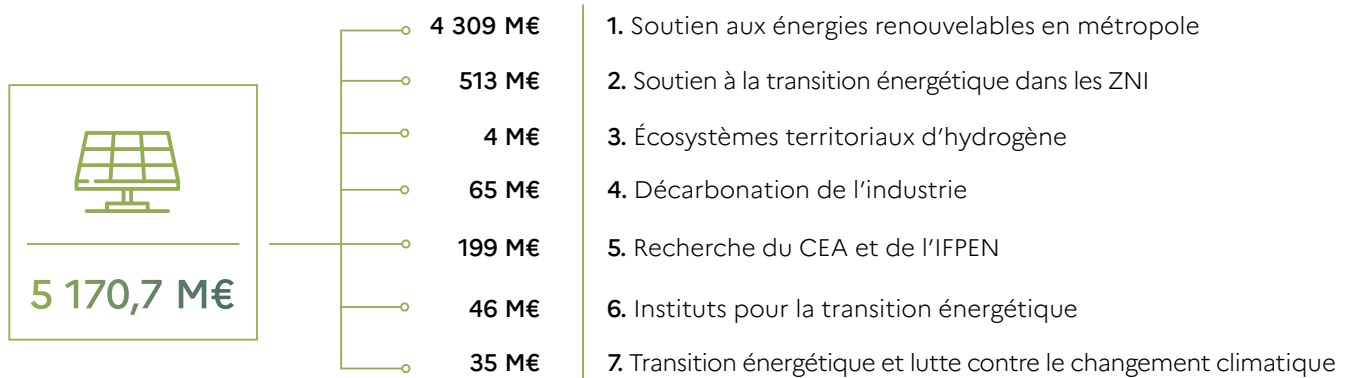 4 309 M€ 1. Soutien aux énergies renouvelables en métropole
513 M€ 2. Soutien à la transition énergétique dans les ZNI
4 M€ 3. Écosystèmes territoriaux d’hydrogène
65 M€ 4. Décarbonation de l’industrie
199 M€ 5. Recherche du CEA et de l’IFPEN
5 170,7 M€
46 M€ 6. Instituts pour la transition énergétique
35 M€ 7. Transition énergétique et lutte contre le changement climatique